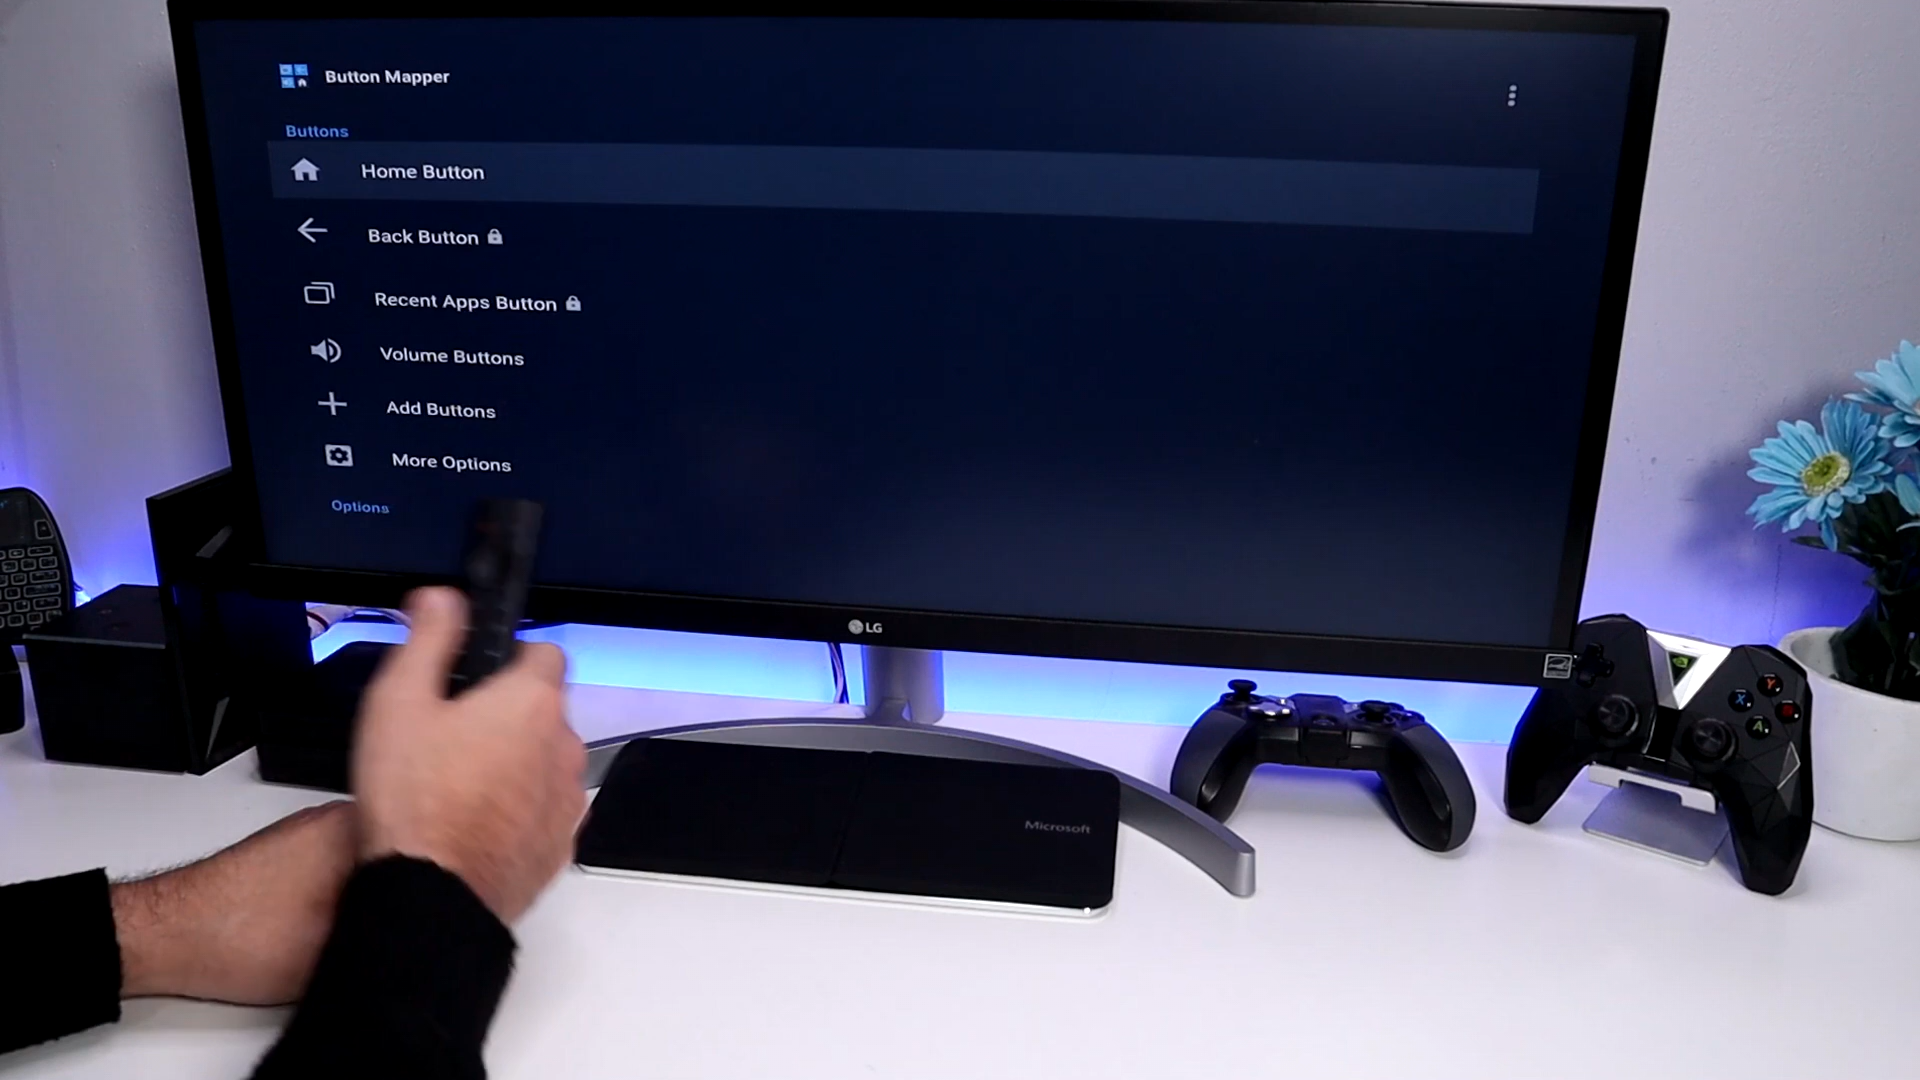 Button Mapper
Buttons
Home Button
Back Button
Recent Apps Button
Volume Buttons
Add Buttons
More Options
Options
LG
Microsoft
Y
X
A